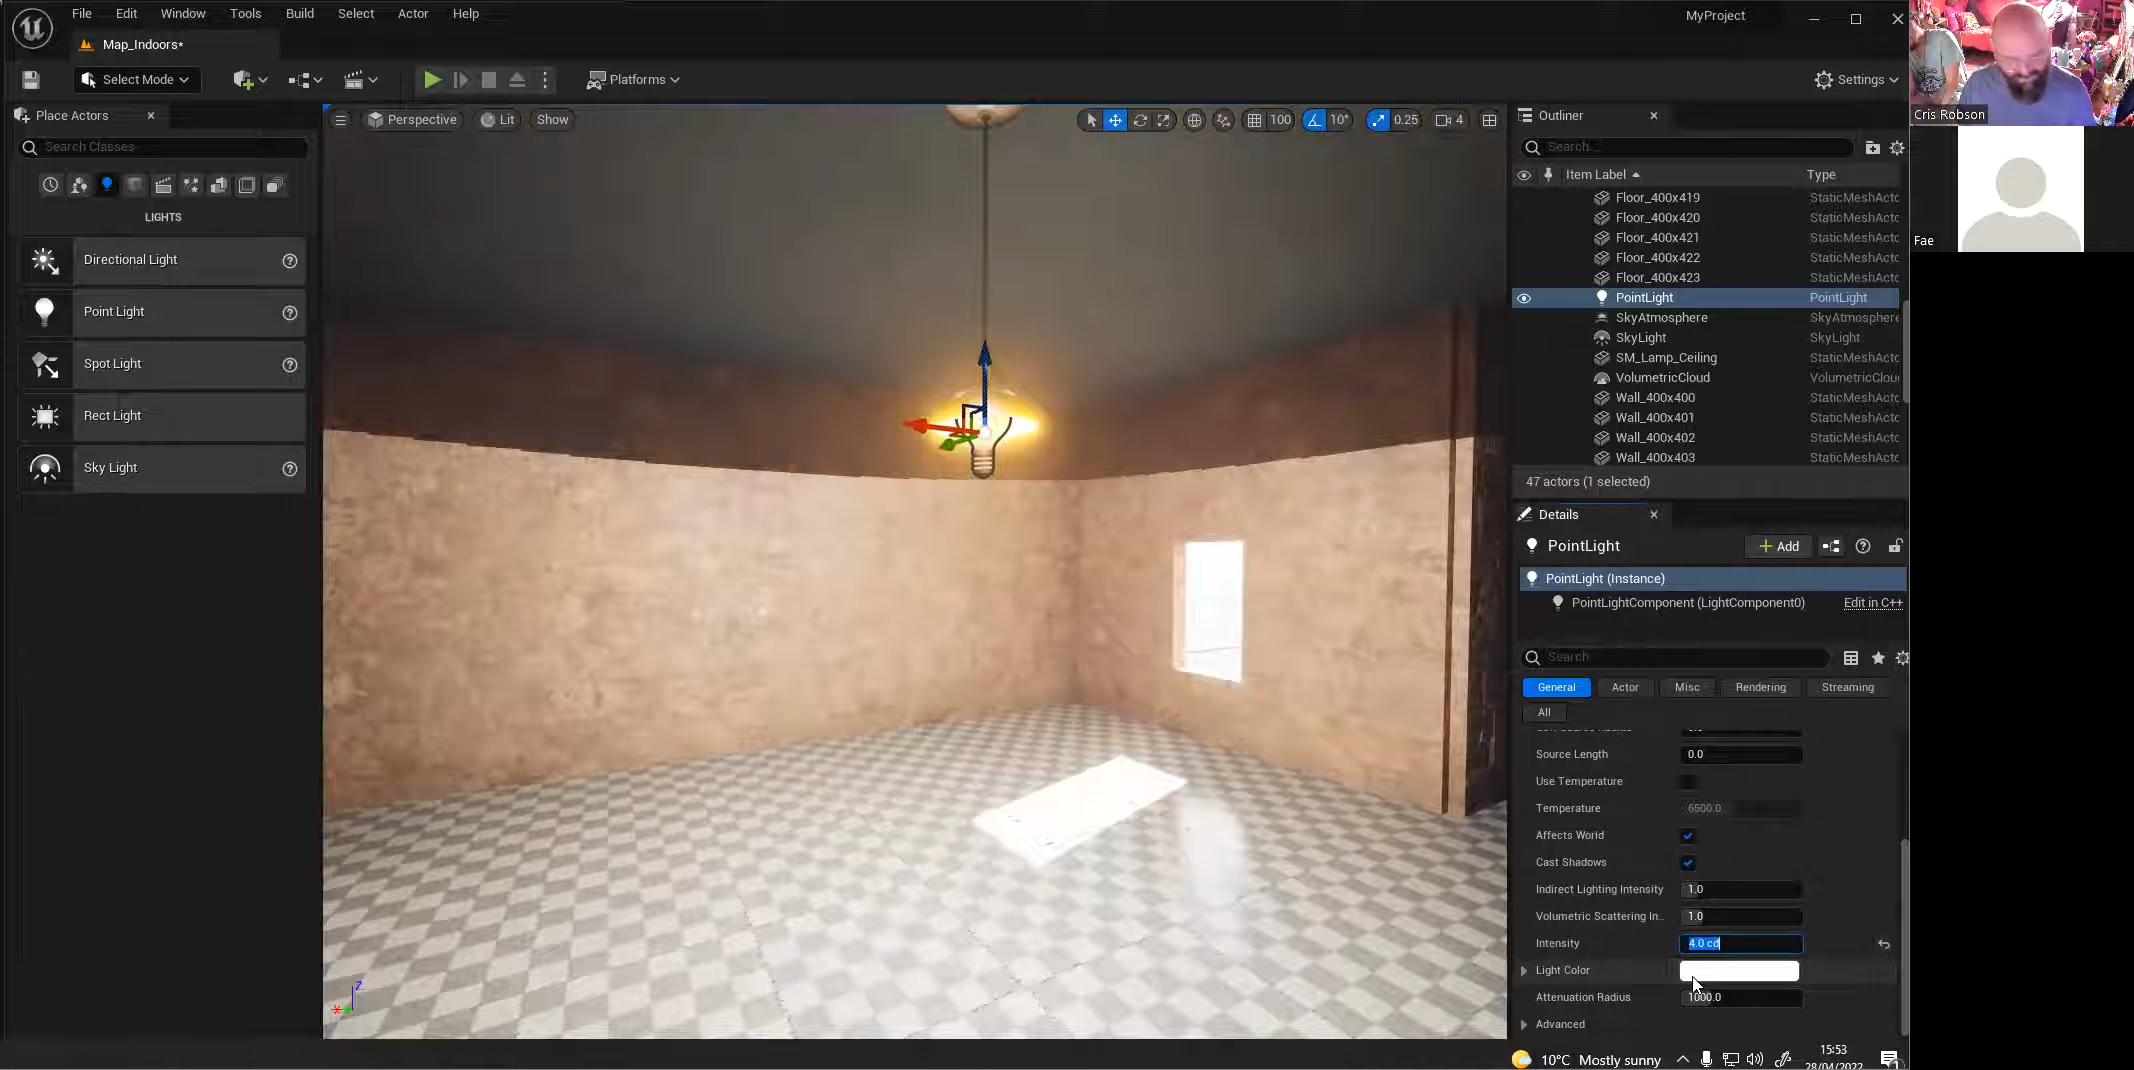 File Edit Window Tools Build Select Actor Help
MyProject
Map_Indoors*
Select Mode
Platforms
Settings
Place Actors
Search Classes
LIGHTS
Directional Light
Point Light
Spot Light
Rect Light
Sky Light
Perspective Lit Show
100 10° 0.25 4
Z
Outliner
Search...
Item Label Type
Floor_400x419 StaticMeshActo
Floor_400x420 StaticMeshActo
Floor_400x421 StaticMeshActo
Floor_400x422 StaticMeshActo
Floor_400x423 StaticMeshActo
PointLight PointLight
SkyAtmosphere SkyAtmosphere
SkyLight SkyLight
SM_Lamp_Ceiling StaticMeshActo
VolumetricCloud VolumetricClou
Wall_400x400 StaticMeshActo
Wall_400x401 StaticMeshActo
Wall_400x402 StaticMeshActo
Wall_400x403 StaticMeshActo
47 actors (1 selected)
Details
PointLight
Add
PointLight (Instance)
PointLightComponent (LightComponent0) Edit in C++
Search
General Actor Misc Rendering Streaming
All
Source Length 0.0
Use Temperature
Temperature 6500.0
Affects World
Cast Shadows
Indirect Lighting Intensity 1.0
Volumetric Scattering In... 1.0
Intensity 4.0 cd
Light Color
Attenuation Radius 1000.0
Advanced
10°C Mostly sunny
15:53
28/04/2022
Cris Robson
Fae